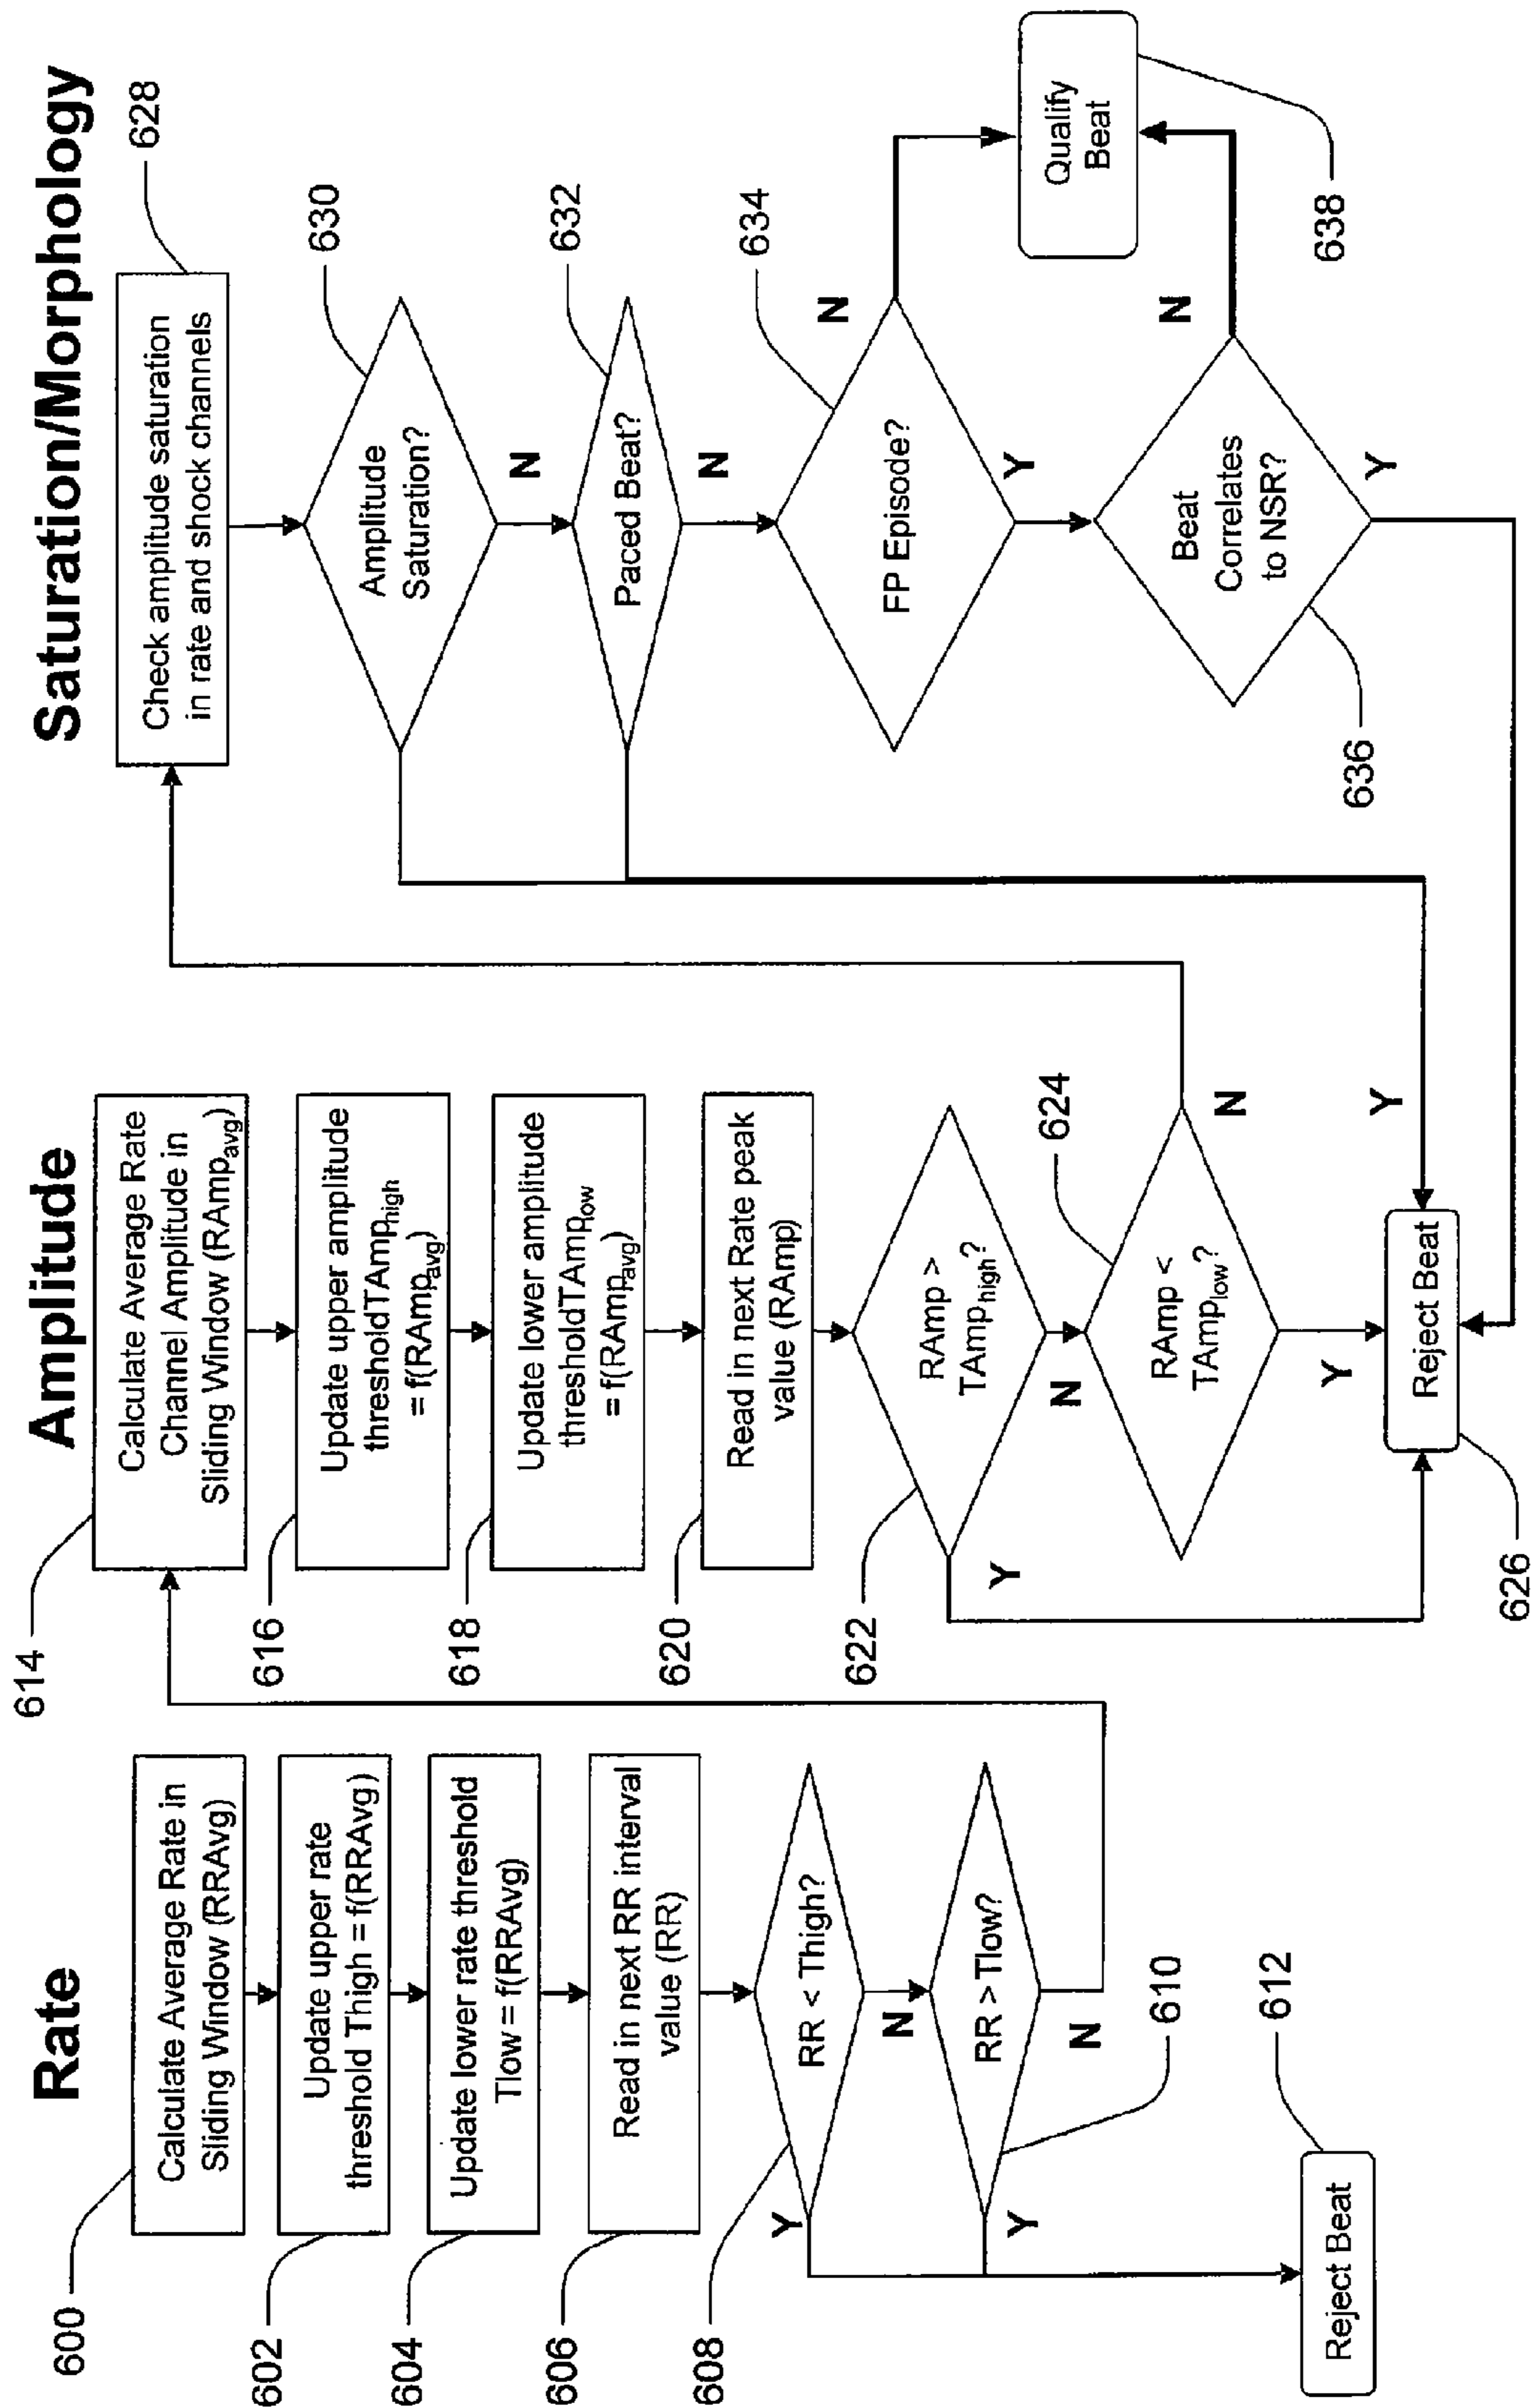 Rate
600
Calculate Average Rate in
Sliding Window (RRAvg)
602
Update upper rate
threshold Thigh = f(RRAvg)
604
Update lower rate threshold
Tlow = f(RRAvg)
606
Read in next RR interval
value (RR)
608
RR < Thigh?
Y
N
610
RR > Tlow?
Y
N
612
Reject Beat
Amplitude
614
Calculate Average Rate
Channel Amplitude in
Sliding Window (RAmpavg)
616
Update upper amplitude
thresholdTAmphigh
= f(RAmpavg)
618
Update lower amplitude
thresholdTAmplow
= f(RAmpavg)
620
Read in next Rate peak
value (RAmp)
622
RAmp >
TAmphigh?
Y
N
624
RAmp <
TAmplow?
Y
N
Y
Reject Beat
626
Saturation/Morphology
628
Check amplitude saturation
in rate and shock channels
630
Amplitude
Saturation?
N
632
Paced Beat?
N
634
FP Episode?
N
Y
636
Beat
Correlates
to NSR?
N
Y
Qualify
Beat
638